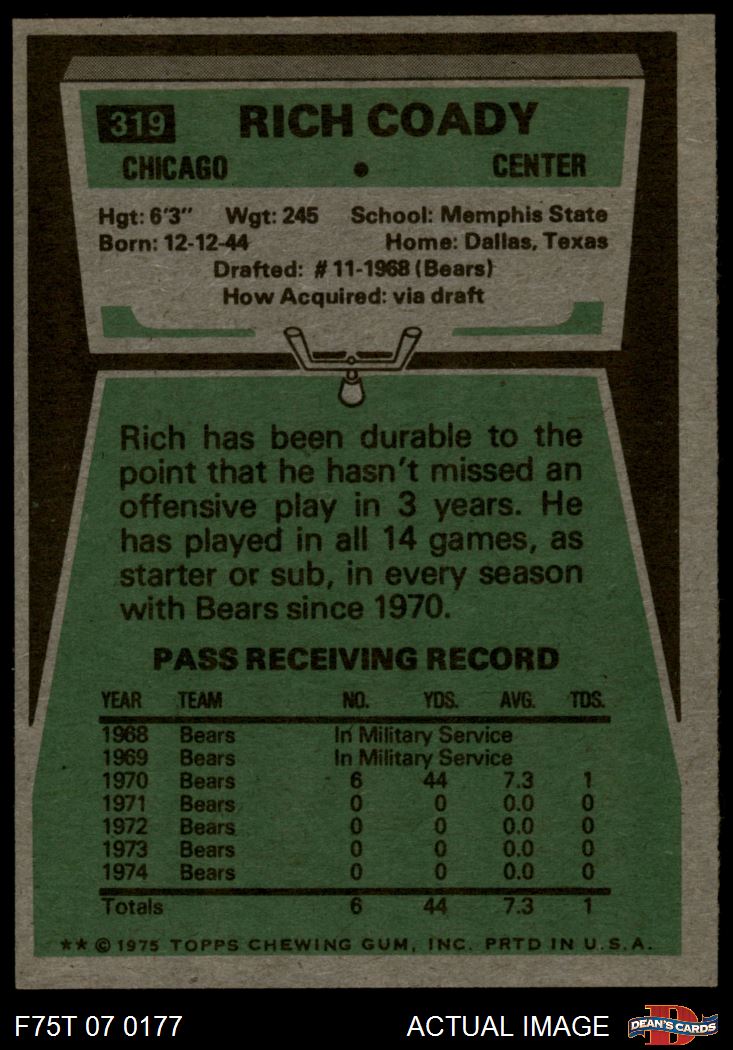 319 RICH COADY
CHICAGO • CENTER
Hgt: 6'3" Wgt: 245 School: Memphis State
Born: 12-12-44 Home: Dallas, Texas
Drafted: #11-1968 (Bears)
How Acquired: via draft
Rich has been durable to the
point that he hasn't missed an
offensive play in 3 years. He
has played in all 14 games, as
starter or sub, in every season
with Bears since 1970.
PASS RECEIVING RECORD
YEAR TEAM NO. YDS. AVG. TDS.
1968 Bears In Military Service
1969 Bears In Military Service
1970 Bears 6 44 7.3 1
1971 Bears 0 0 0.0 0
1972 Bears 0 0 0.0 0
1973 Bears 0 0 0.0 0
1974 Bears 0 0 0.0 0
Totals 6 44 7.3 1
** © 1975 TOPPS CHEWING GUM, INC. PRTD IN U.S.A.
F75T 07 0177 ACTUAL IMAGE D DEAN'S CARDS